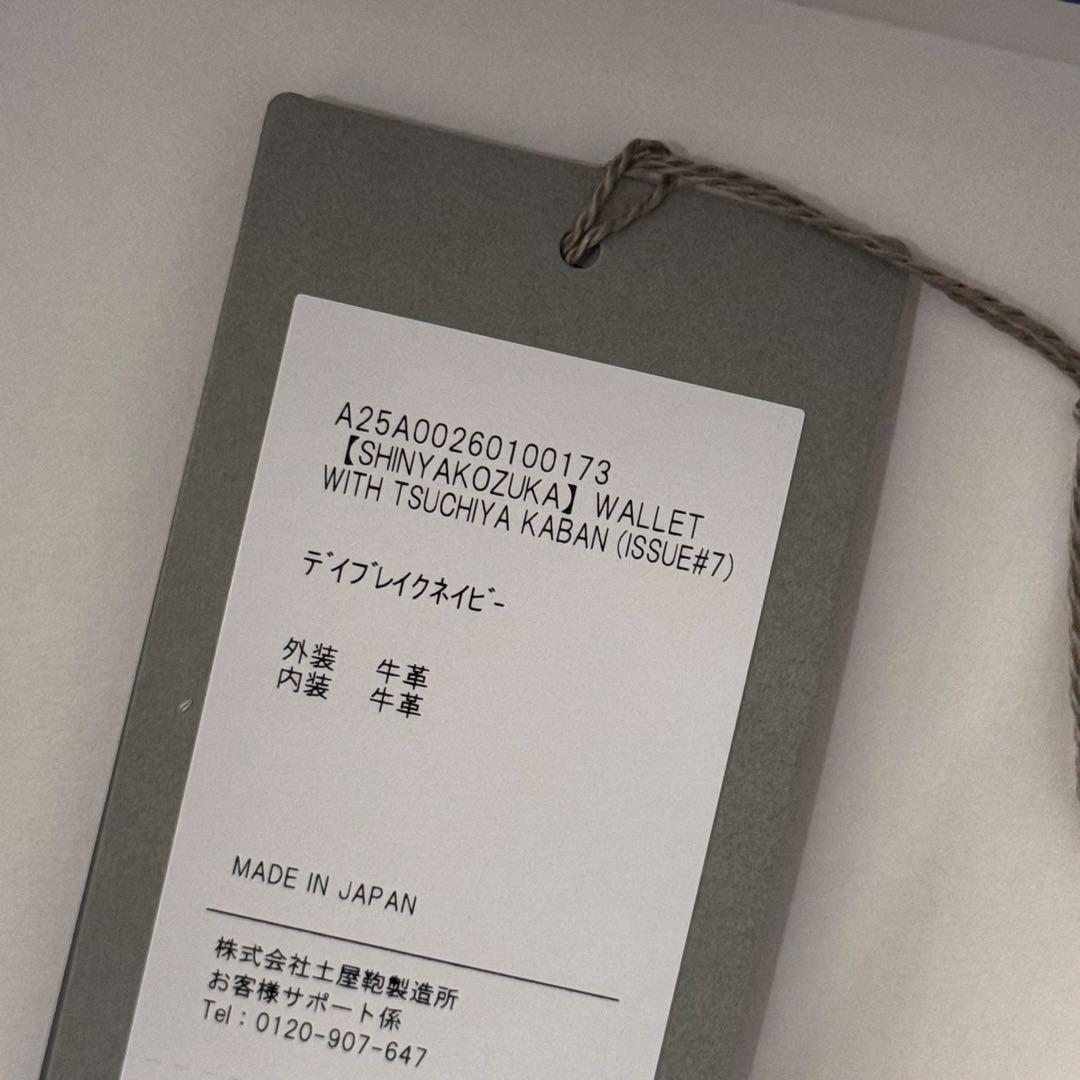 A25A00260100173
【SHINYAKOZUKA】 WALLET
WITH TSUCHIYA KABAN (ISSUE#7)
ﾃﾞｲﾌﾞﾚｲｸﾈｲﾋﾞｰ
外装 牛革
内装 牛革
MADE IN JAPAN
株式会社土屋鞄製造所
お客様サポート係
Tel：0120-907-647